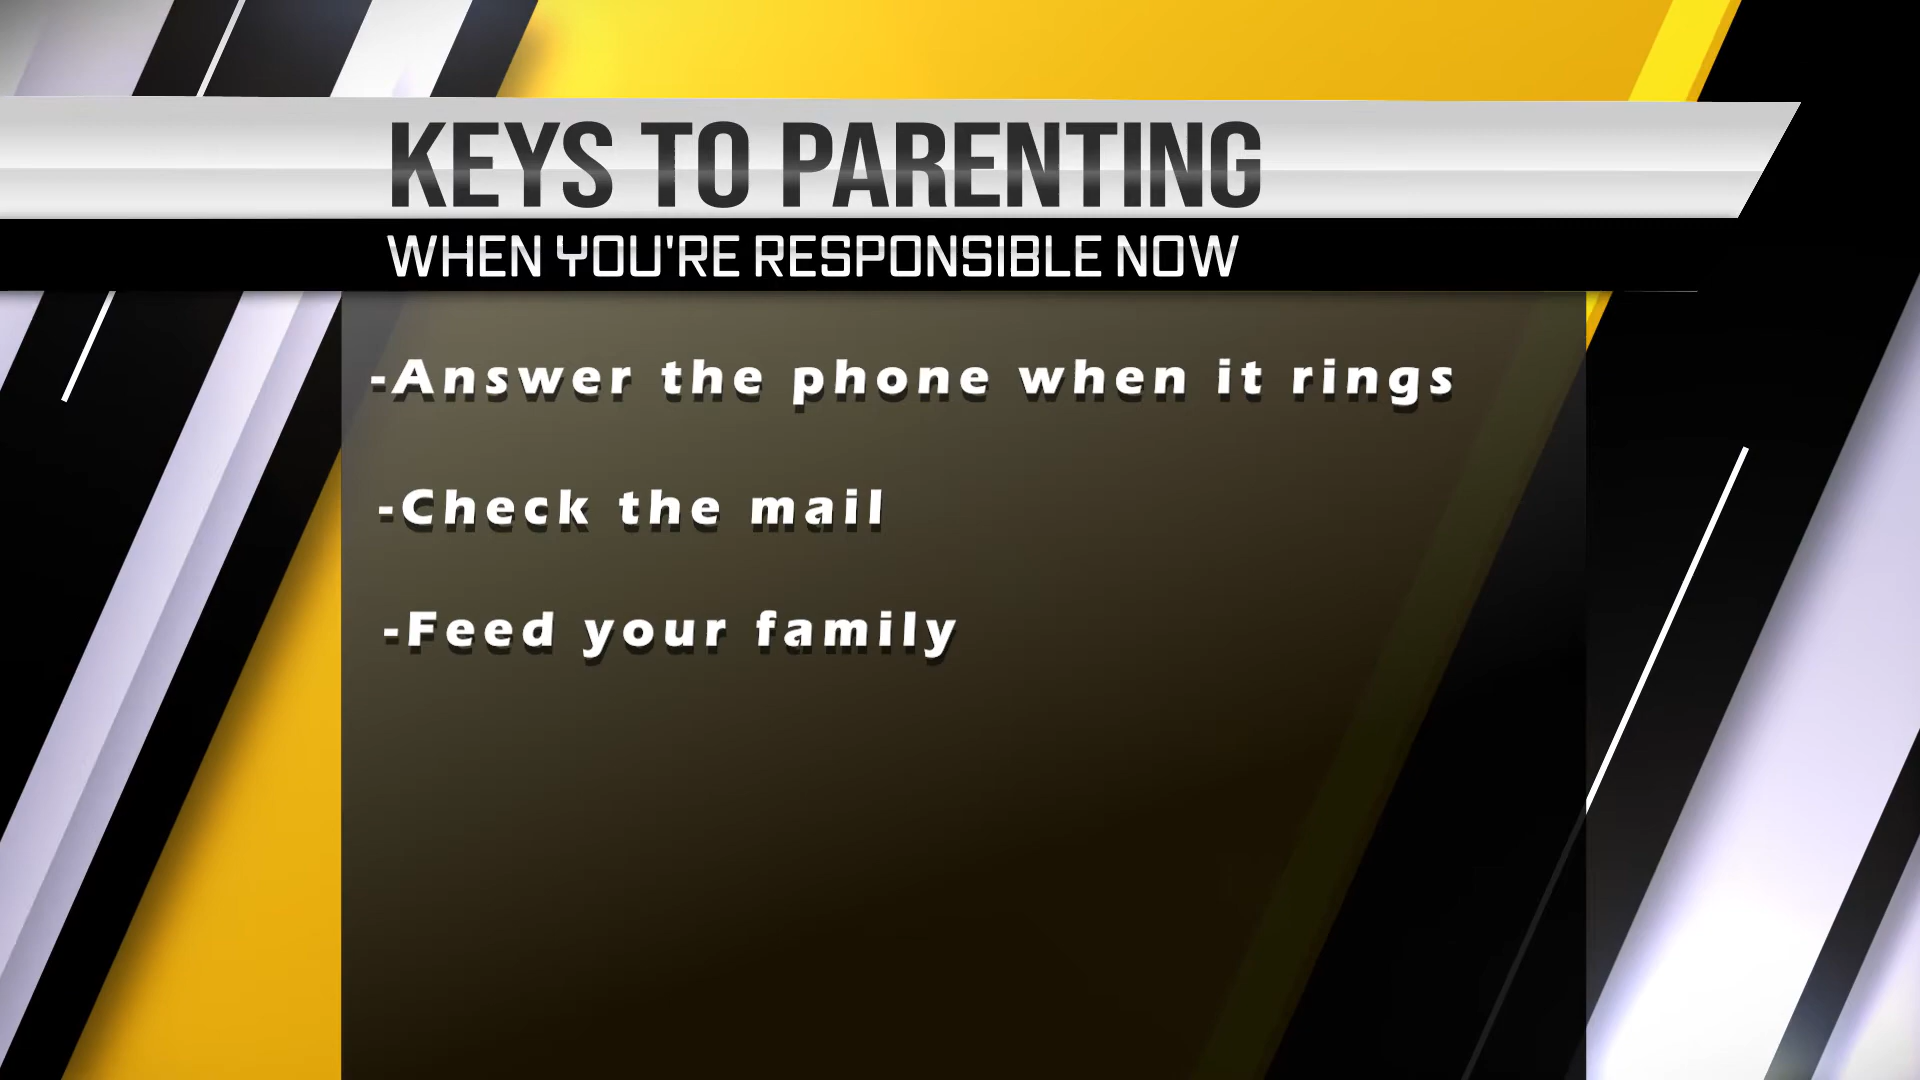 KEYS TO PARENTING
WHEN YOU'RE RESPONSIBLE NOW
-Answer the phone when it rings
-Check the mail
-Feed your family